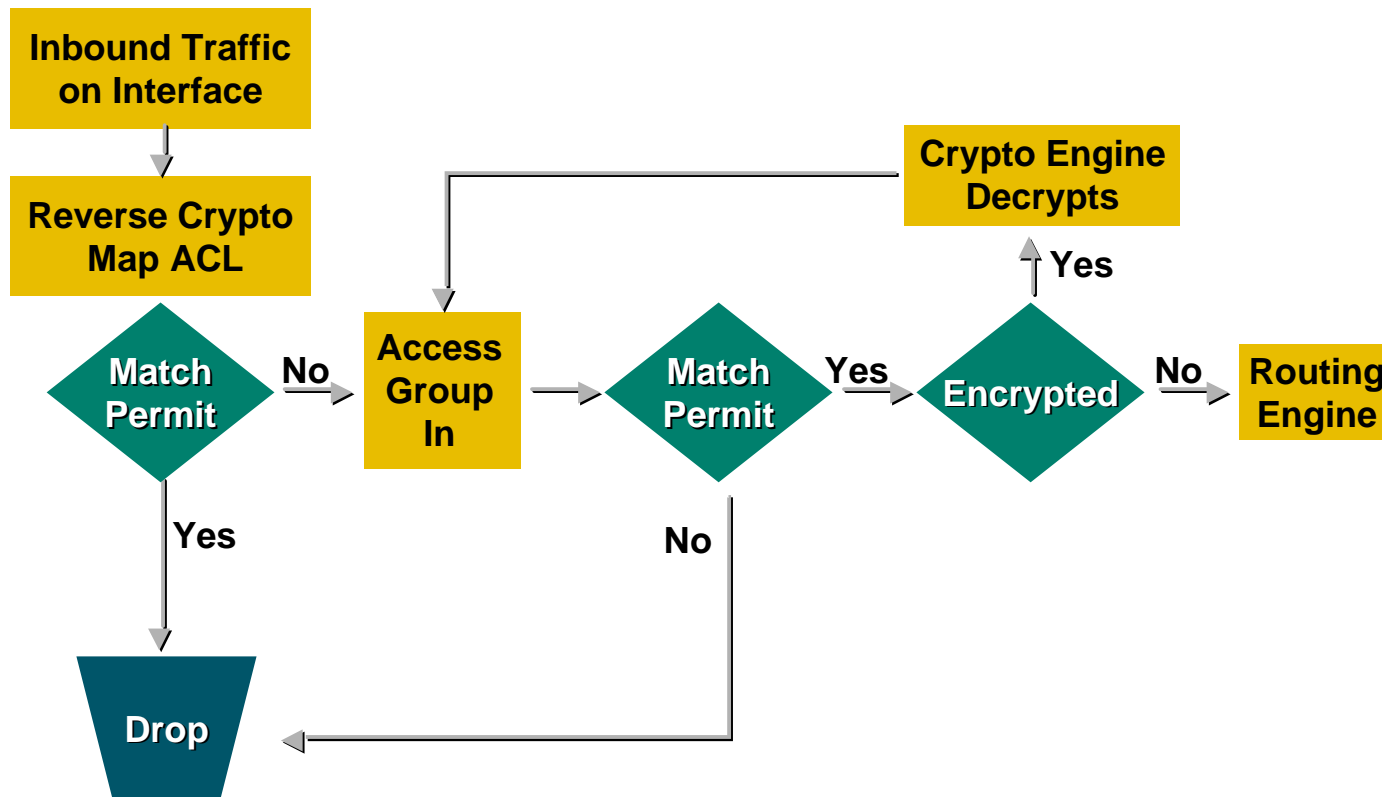 Inbound Traffic
on Interface
Reverse Crypto
Map ACL
Match
Permit
No
Yes
Drop
Access
Group
In
Match
Permit
Yes
No
Encrypted
Yes
Crypto Engine
Decrypts
No
Routing
Engine